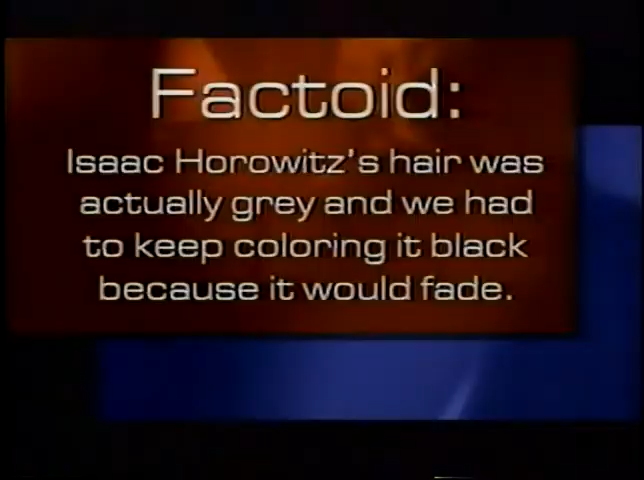 Factoid:
Isaac Horowitz's hair was
actually grey and we had
to keep coloring it black
because it would fade.